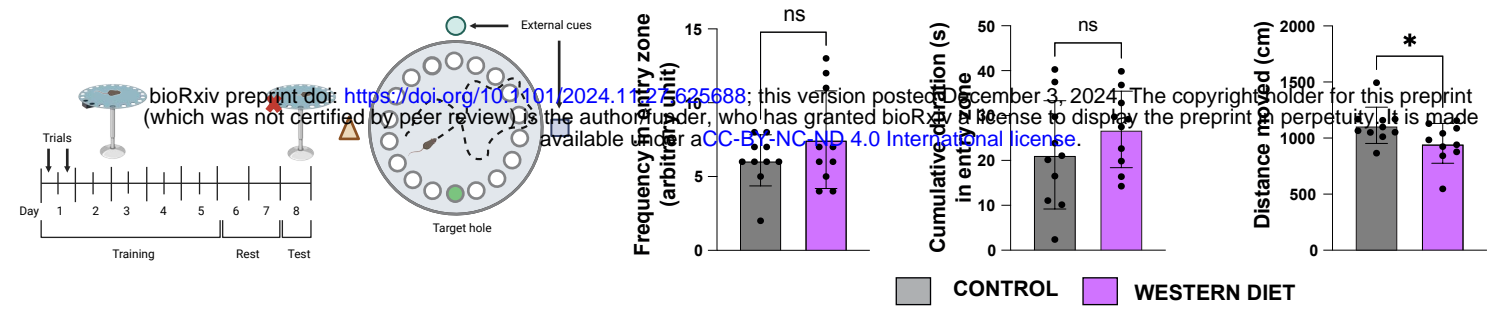 External cues
bioRxiv preprint doi: https://doi.org/10.1101/2024.11.27.625688; this version posted December 3, 2024. The copyright holder for this preprint
(which was not certified by peer review) is the author/funder, who has granted bioRxiv a license to display the preprint in perpetuity. It is made
available under aCC-BY-NC-ND 4.0 International license.
Trials
Day 1 2 3 4 5 6 7 8
Training Rest Test
Target hole
Frequency in entry zone
(arbitrary unit)
15
10
5
0
ns
Cumulative duration (s)
in entry zone
50
40
30
20
10
0
ns
Distance moved (cm)
2000
1500
1000
500
0
*
CONTROL WESTERN DIET